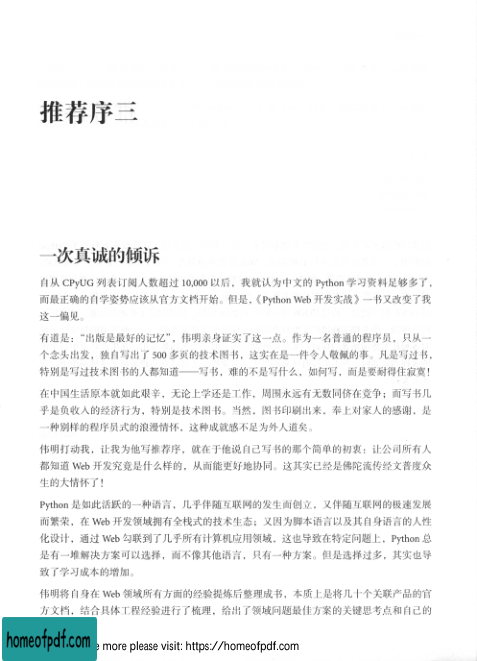 推荐序三
一次真诚的倾诉
自从 CPyUG 列表订阅人数超过 10,000 以后，我就认为中文的 Python 学习资料足够多了，
而最正确的自学姿势应该从官方文档开始。但是，《Python Web 开发实战》一书又改变了我
这一偏见。
有道是：“出版是最好的记忆”，伟明亲身证实了这一点。作为一名普通的程序员，只从一
个念头出发，独自写出了 500 多页的技术图书，这实在是一件令人敬佩的事。凡是写过书，
特别是写过技术图书的人都知道——写书，难的不是写什么，如何写，而是要耐得住寂寞！
在中国生活原本就如此艰辛，无论上学还是工作，周围永远有无数同侪在竞争；而写书几
乎是负收入的经济行为，特别是技术图书。当然，图书印刷出来，奉上对家人的感谢，是
一种别样的程序员式的浪漫情怀，这种成就感不足为外人道矣。
伟明打动我，让我为他写推荐序，就在于他说自己写书的那个简单的初衷：让公司所有人
都知道 Web 开发究竟是什么样的，从而能更好地协同。这其实已经是佛陀流传经文普度众
生的大情怀了！
Python 是如此活跃的一种语言，几乎伴随互联网的发生而创立，又伴随互联网的极速发展
而繁荣，在 Web 开发领域拥有全栈式的技术生态；又因为脚本语言以及其自身语言的人性
化设计，通过 Web 勾联到了几乎所有计算机应用领域，这也导致在特定问题上，Python 总
是有一堆解决方案可以选择，而不像其他语言，只有一种方案。但是选择过多，其实也导
致了学习成本的增加。
伟明将自身在 Web 领域所有方面的经验提炼后整理成书，本质上是将几十个关联产品的官
方文档，结合具体工程经验进行了梳理，给出了领域问题最佳方案的关键思考点和自己的
homeofpdf.com
e more please visit: https://homeofpdf.com